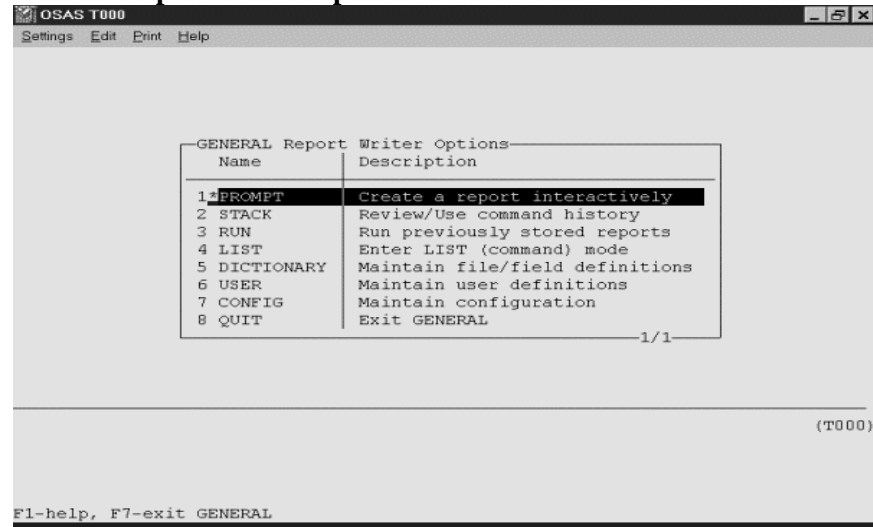 OSAS T000
Settings Edit Print Help
GENERAL Report Writer Options
Name Description
1*PROMPT Create a report interactively
2 STACK Review/Use command history
3 RUN Run previously stored reports
4 LIST Enter LIST (command) mode
5 DICTIONARY Maintain file/field definitions
6 USER Maintain user definitions
7 CONFIG Maintain configuration
8 QUIT Exit GENERAL
1/1
(T000)
F1-help, F7-exit GENERAL